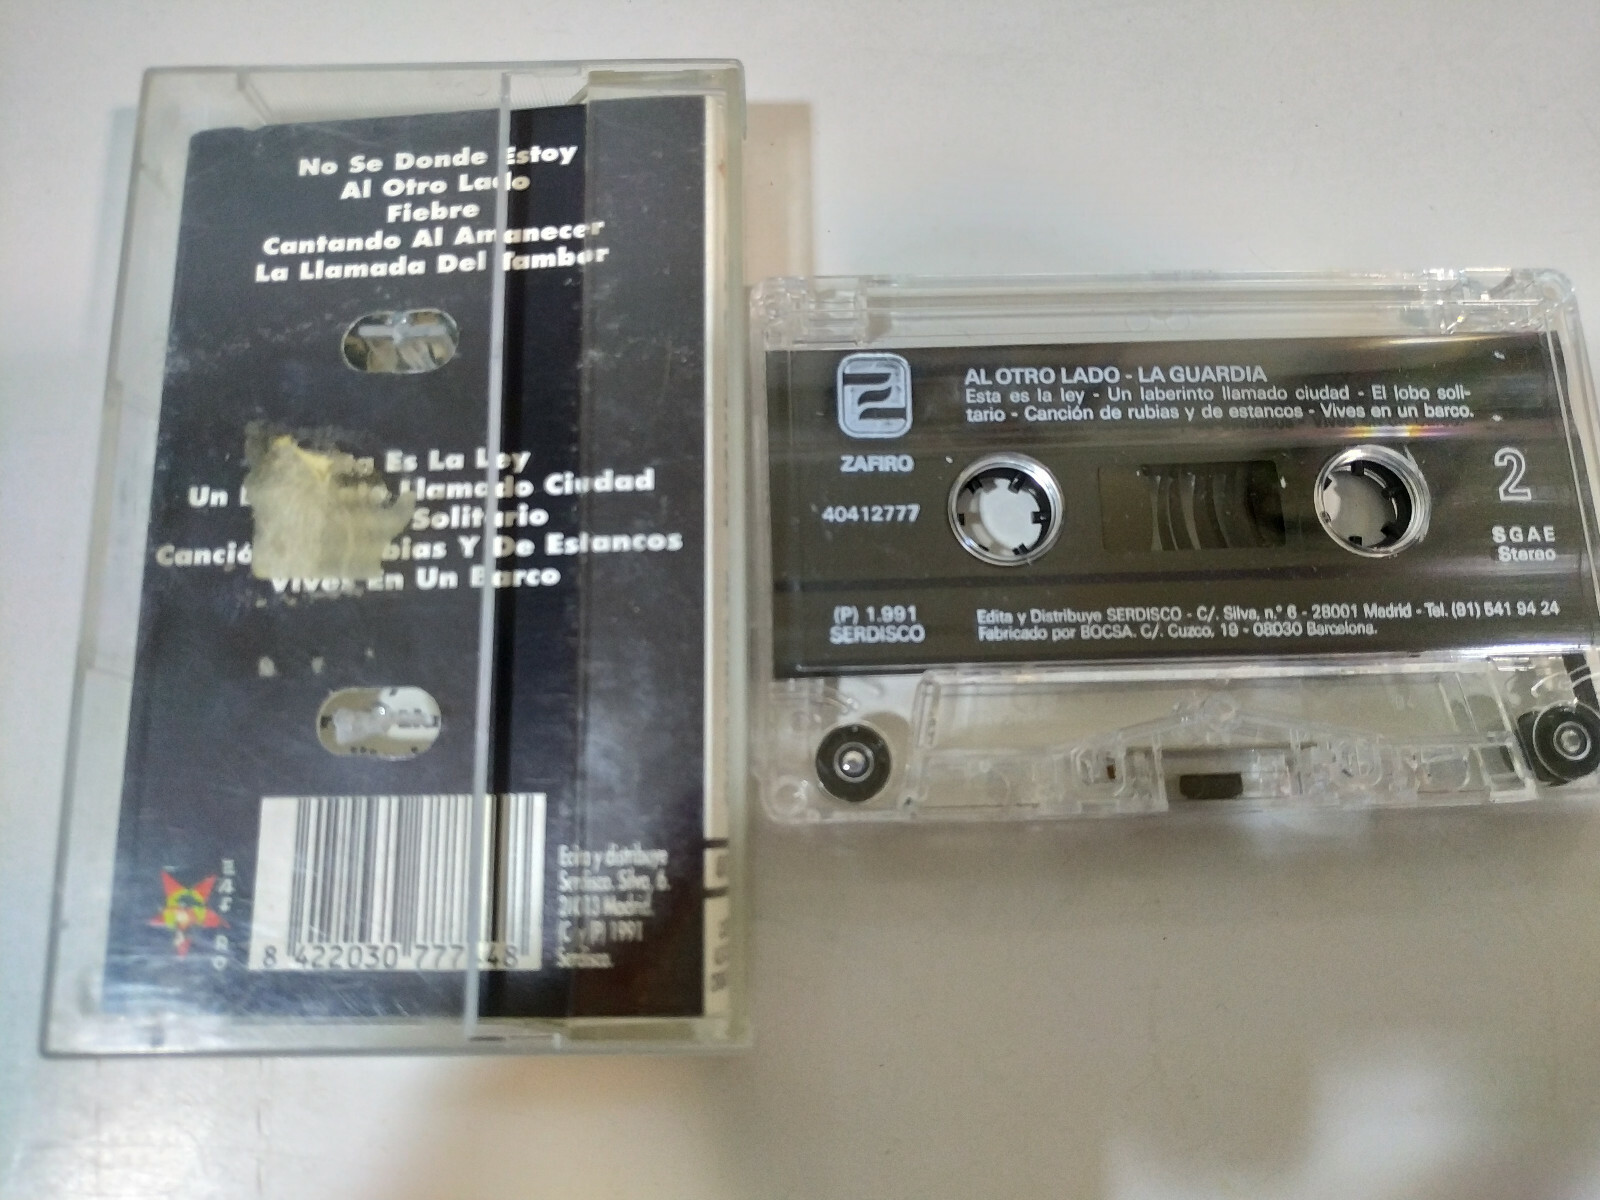 No Se Donde Estoy
Al Otro Lado
Fiebre
Cantando Al Amanecer
La Llamada Del Tambor
Es La Ley
Un Llamado Ciudad
Solitario
Y De Estancos
Vives En Un Barco
8 422030 777 48
Edita y distribuye
Serdisco. Silva, 6.
Madrid.
(C y P) 1991
Serdisco.
AL OTRO LADO - LA GUARDIA
Esta es la ley - Un laberinto llamado ciudad - El lobo soli-
tario - Canción de rubias y de estancos - Vives en un barco.
ZAFIRO
40412777
2
SGAE
Stereo
(P) 1.991
SERDISCO
Edita y Distribuye SERDISCO - C/. Silva, n.º 6 - 28001 Madrid - Tel. (91) 541 94 24
Fabricado por BOCSA. C/. Cuzco, 19 - 08030 Barcelona.